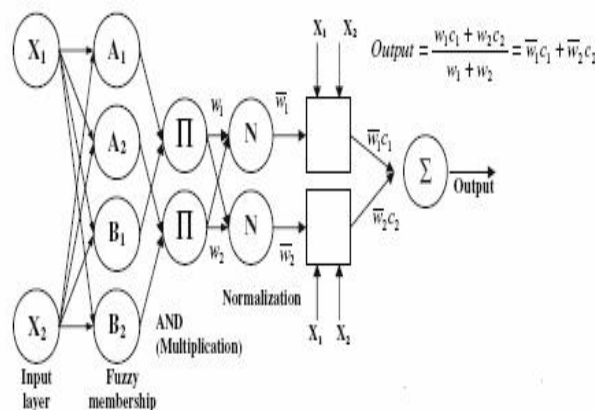 X₁
A₁
X₁ X₂
Output = (w₁c₁ + w₂c₂) / (w₁ + w₂) = w̅₁c₁ + w̅₂c₂
w₁
w̅₁
A₂
Π
N
w̅₁c₁
Σ
Output
B₁
Π
N
w̅₂c₂
w₂
w̅₂
Normalization
X₂
B₂
AND
(Multiplication)
X₁ X₂
Input
layer
Fuzzy
membership